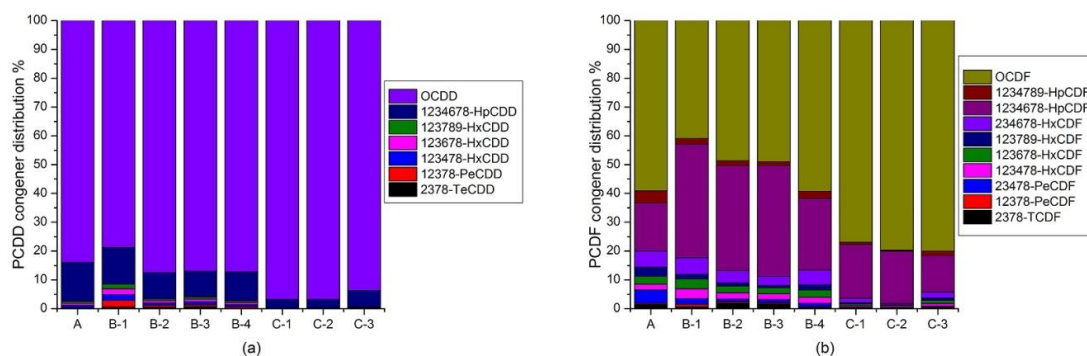 PCDD congener distribution %
100
90
80
70
60
50
40
30
20
10
0
A B-1 B-2 B-3 B-4 C-1 C-2 C-3
(a)
OCDD
1234678-HpCDD
123789-HxCDD
123678-HxCDD
123478-HxCDD
12378-PeCDD
2378-TeCDD
PCDF congener distribution %
100
90
80
70
60
50
40
30
20
10
0
A B-1 B-2 B-3 B-4 C-1 C-2 C-3
(b)
OCDF
1234789-HpCDF
1234678-HpCDF
234678-HxCDF
123789-HxCDF
123678-HxCDF
123478-HxCDF
23478-PeCDF
12378-PeCDF
2378-TCDF